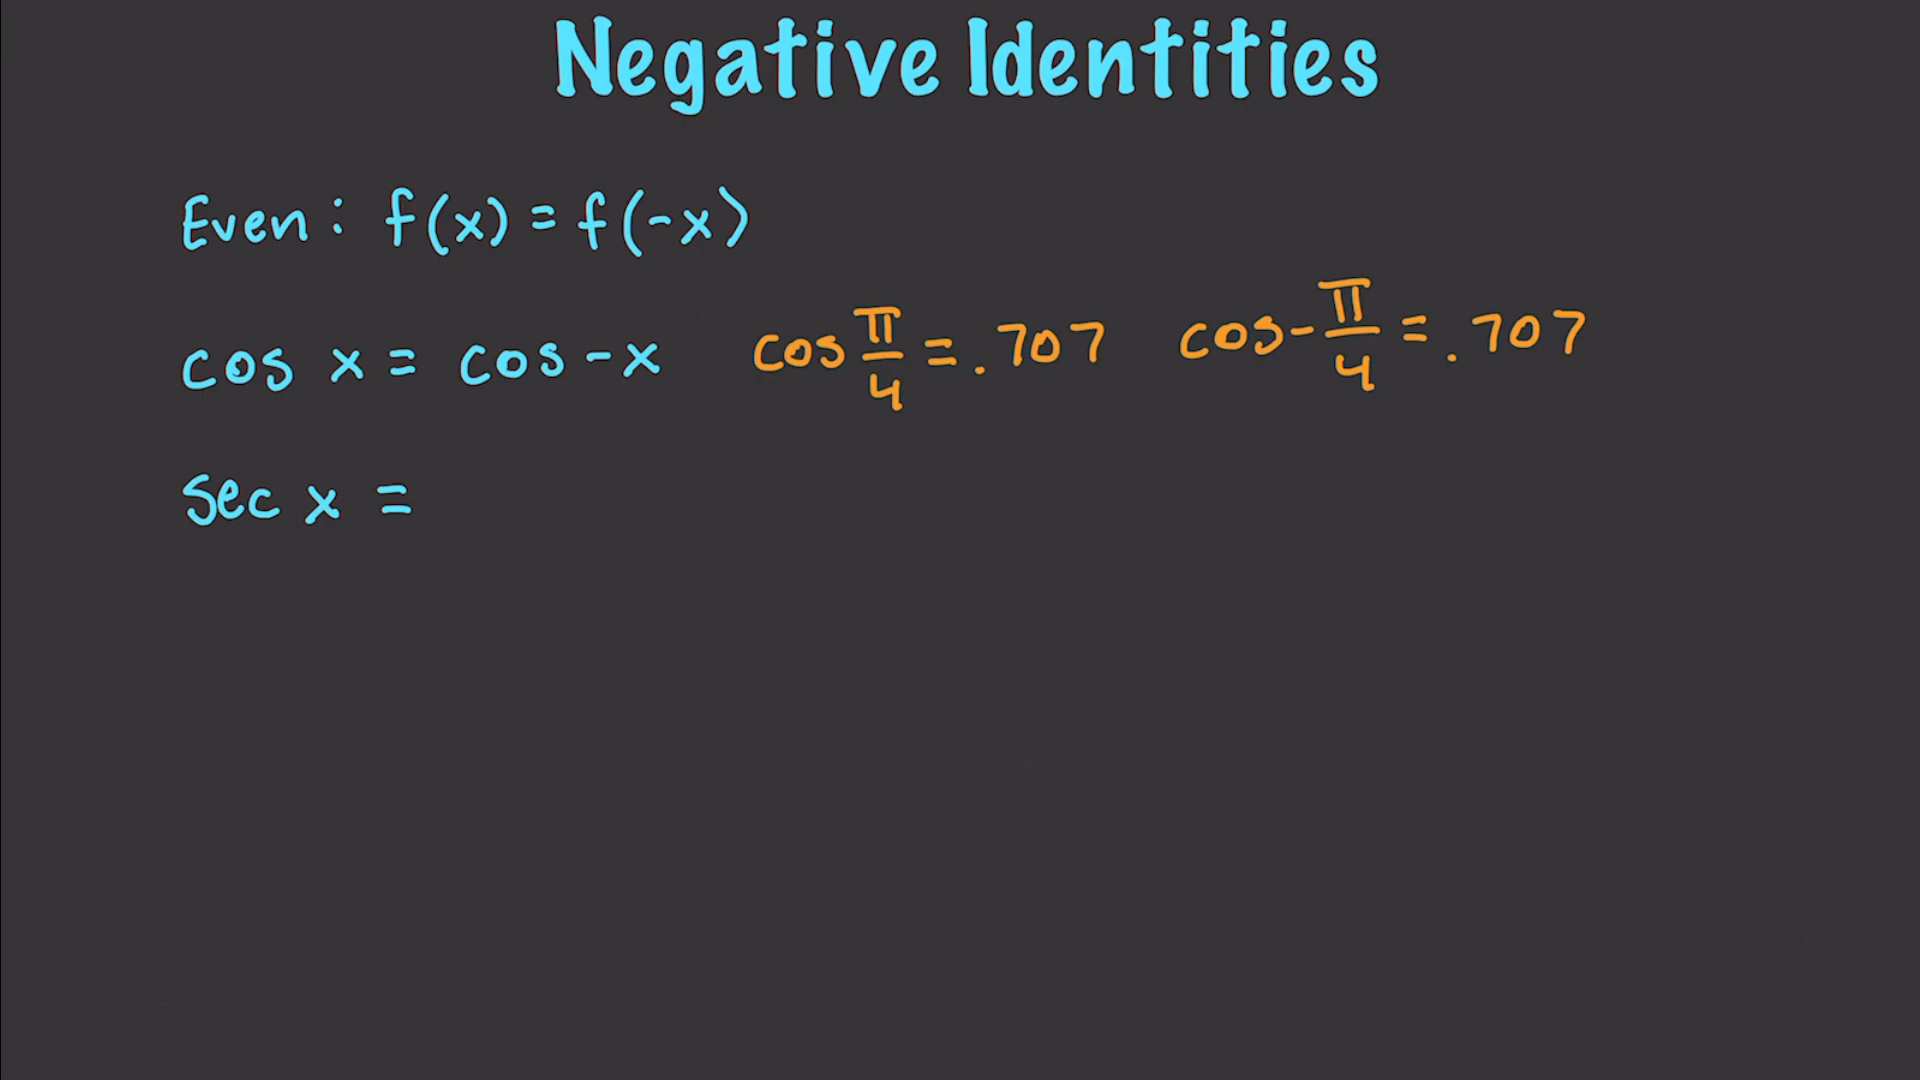 Negative Identities
Even: f(x) = f(-x)
cos x = cos -x cos π/4 = .707 cos -π/4 = .707
sec x =